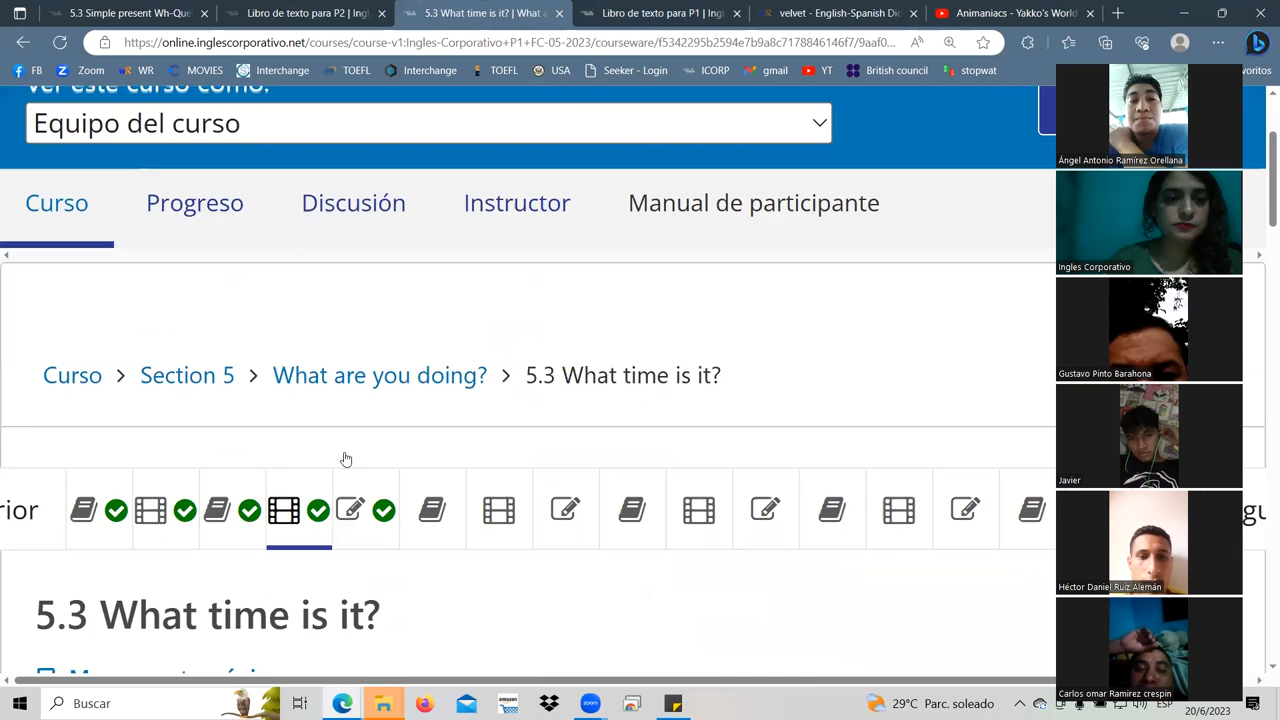 5.3 Simple present Wh-Que
Libro de texto para P2 | Ingl
5.3 What time is it? | What a
Libro de texto para P1 | Ingl
velvet - English-Spanish Dic
Animaniacs - Yakko's World
https://online.inglescorporativo.net/courses/course-v1:Ingles-Corporativo+P1+FC-05-2023/courseware/f5342295b2594e7b9a8c7178846146f7/9aaf0...
FB
Zoom
WR
MOVIES
Interchange
TOEFL
Interchange
TOEFL
USA
Seeker - Login
ICORP
gmail
YT
British council
stopwat
voritos
Ver este curso como:
Equipo del curso
Curso
Progreso
Discusión
Instructor
Manual de participante
Curso > Section 5 > What are you doing? > 5.3 What time is it?
rior
gu
5.3 What time is it?
Ángel Antonio Ramírez Orellana
Ingles Corporativo
Gustavo Pinto Barahona
Javier
Héctor Daniel Ruiz Alemán
Carlos omar Ramirez crespin
Buscar
29°C Parc. soleado
ESP
20/6/2023